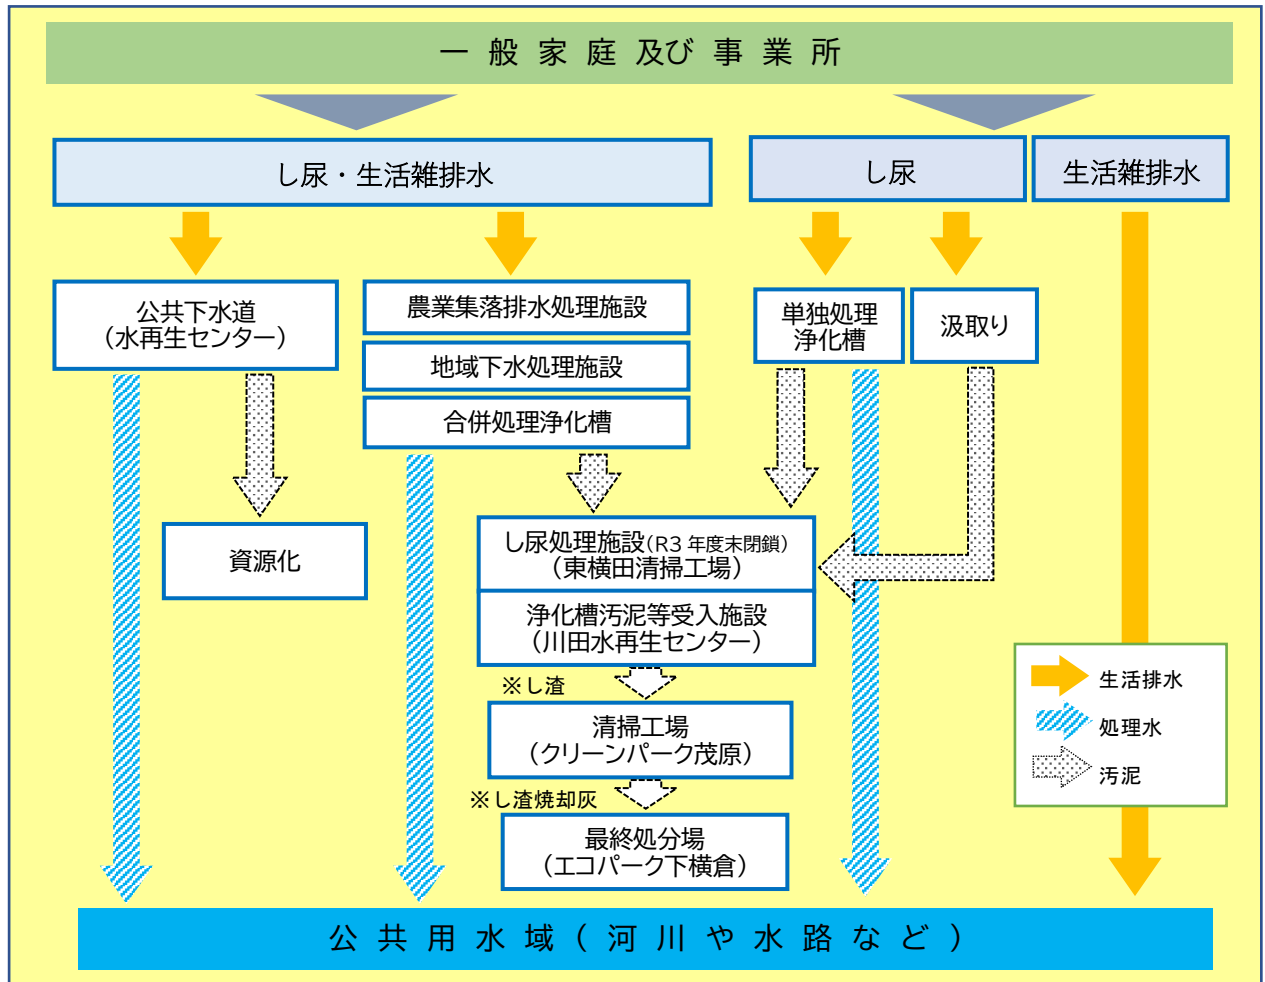 一般家庭及び事業所
し尿・生活雑排水
し尿
生活雑排水
公共下水道
（水再生センター）
農業集落排水処理施設
地域下水処理施設
合併処理浄化槽
単独処理
浄化槽
汲取り
資源化
し尿処理施設（R3 年度末閉鎖）
（東横田清掃工場）
浄化槽汚泥等受入施設
（川田水再生センター）
※し渣
清掃工場
（クリーンパーク茂原）
※し渣焼却灰
最終処分場
（エコパーク下横倉）
生活排水
処理水
汚泥
公共用水域（河川や水路など）